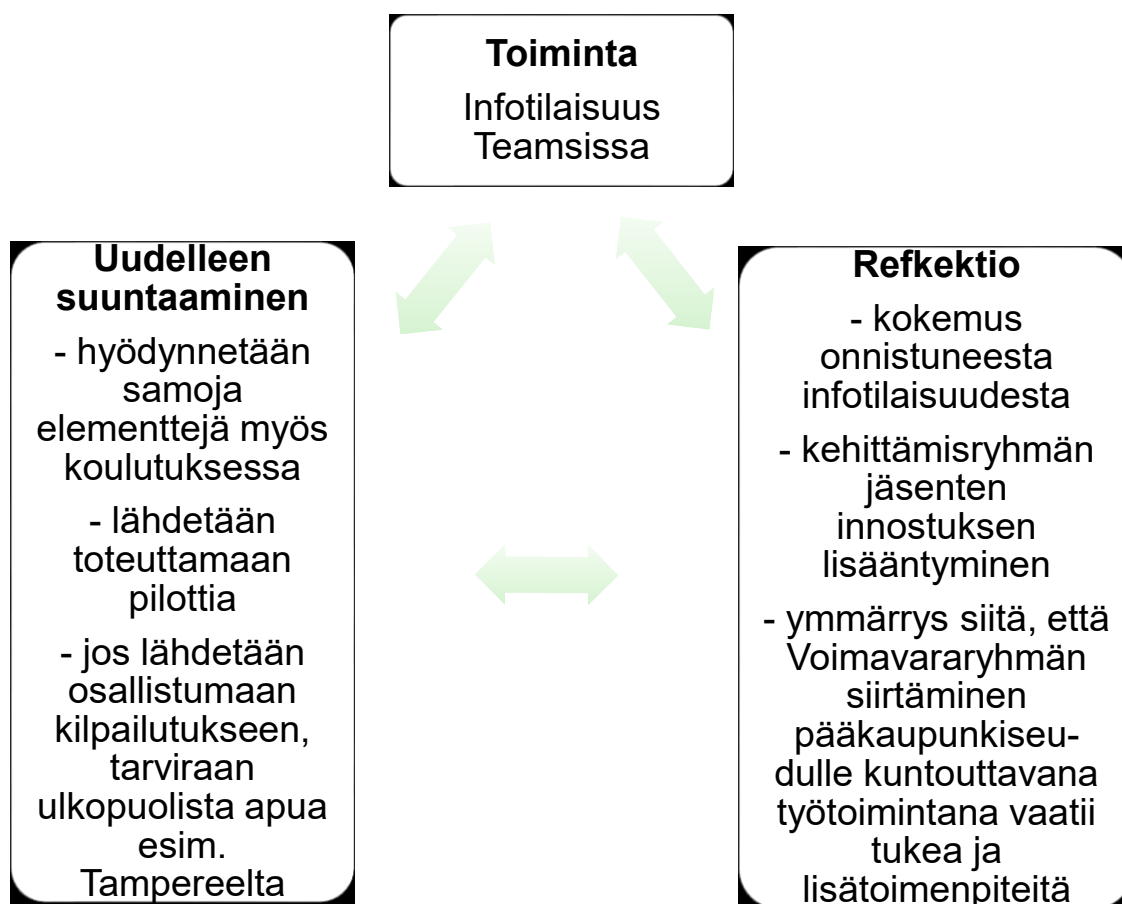 Toiminta
Infotilaisuus
Teamsissa
Uudelleen
suuntaaminen
- hyödynnetään
samoja
elementtejä myös
koulutuksessa
- lähdetään
toteuttamaan
pilottia
- jos lähdetään
osallistumaan
kilpailutukseen,
tarviraan
ulkopuolista apua
esim.
Tampereelta
Refkektio
- kokemus
onnistuneesta
infotilaisuudesta
- kehittämisryhmän
jäsenten
innostuksen
lisääntyminen
- ymmärrys siitä, että
Voimavararyhmän
siirtäminen
pääkaupunkiseu-
dulle kuntouttavana
työtoimintana vaatii
tukea ja
lisätoimenpiteitä